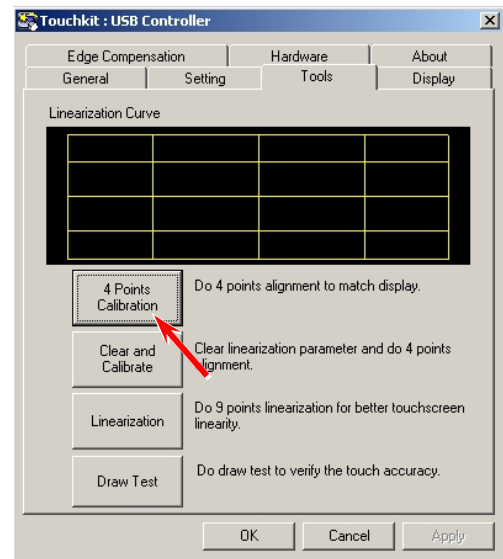 Touchkit : USB Controller
Edge Compensation
Hardware
About
General
Setting
Tools
Display
Linearization Curve
4 Points
Calibration
Do 4 points alignment to match display.
Clear and
Calibrate
Clear linearization parameter and do 4 points
alignment.
Linearization
Do 9 points linearization for better touchscreen
linearity.
Draw Test
Do draw test to verify the touch accuracy.
OK
Cancel
Apply